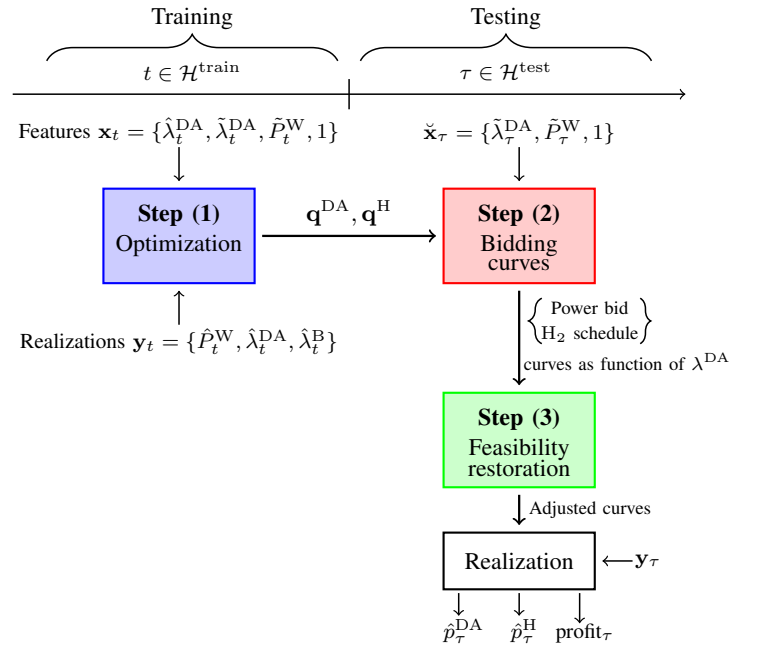 Training Testing
t ∈ ℋ^train τ ∈ ℋ^test
Features 𝐱_t = {λ̂_t^DA, λ̃_t^DA, P̃_t^W, 1} 𝐱̆_τ = {λ̃_τ^DA, P̃_τ^W, 1}
Step (1)
Optimization
𝐪^DA, 𝐪^H
Step (2)
Bidding
curves
Realizations 𝐲_t = {P̂_t^W, λ̂_t^DA, λ̂_t^B}
{ Power bid }
{ H₂ schedule }
curves as function of λ^DA
Step (3)
Feasibility
restoration
Adjusted curves
Realization
𝐲_τ
p̂_τ^DA p̂_τ^H profit_τ